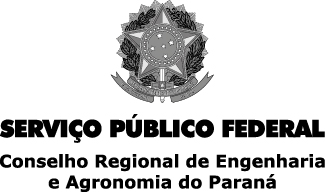 SERVIÇO PÚBLICO FEDERAL
Conselho Regional de Engenharia
e Agronomia do Paraná